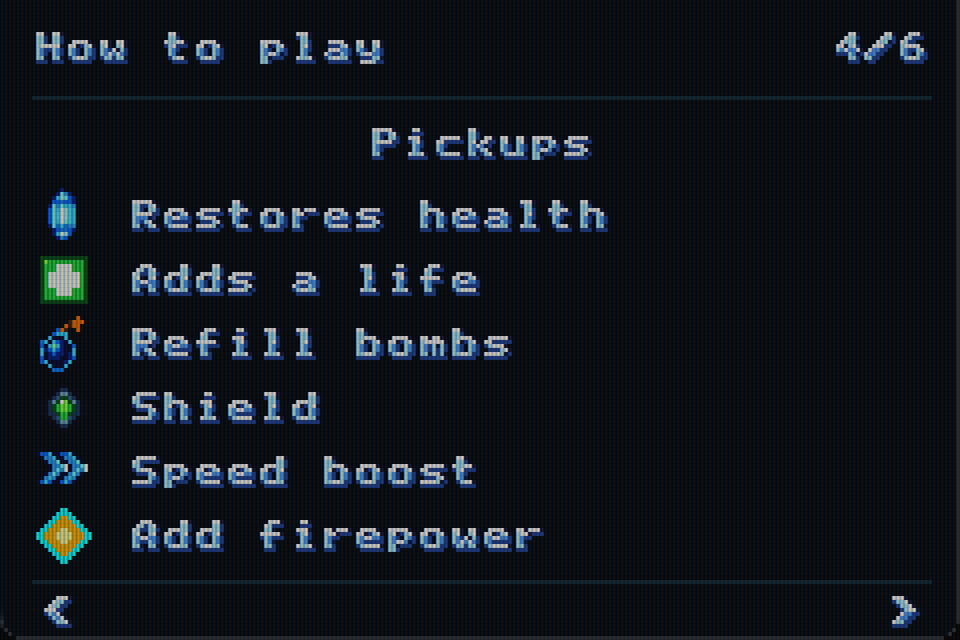 How to play 4/6
Pickups
Restores health
Adds a life
Refill bombs
Shield
Speed boost
Add firepower
< >